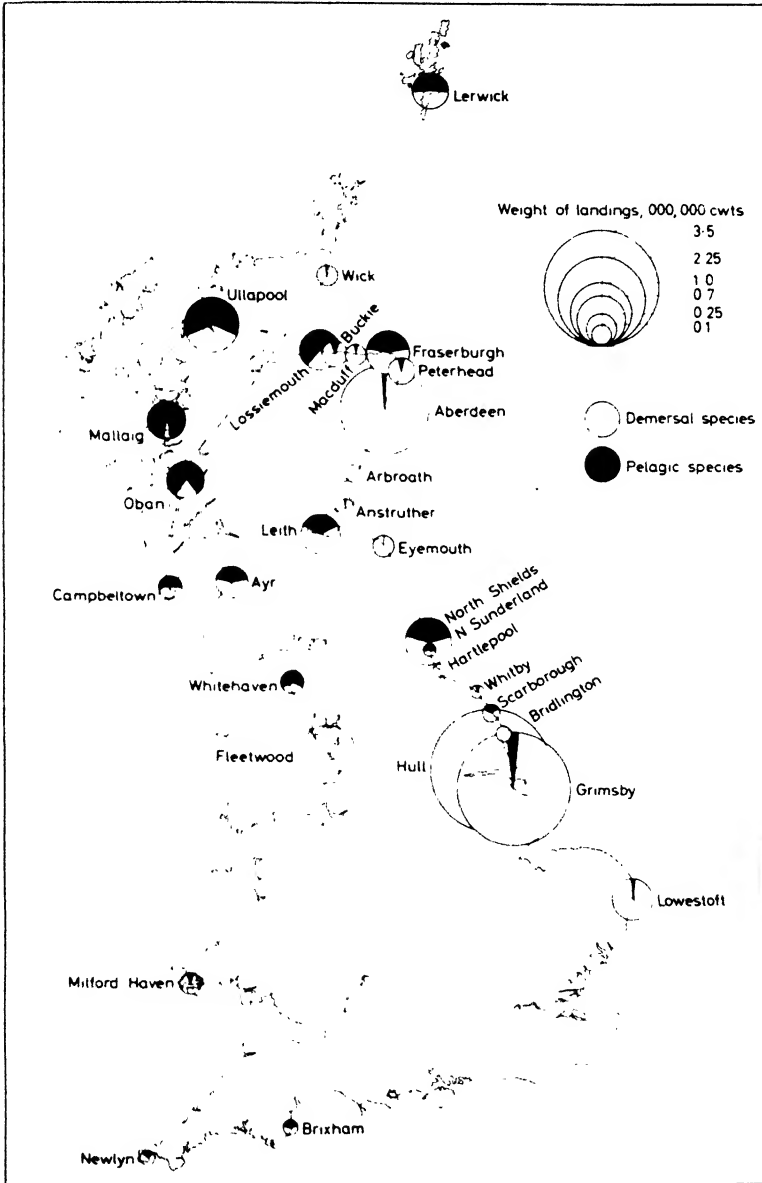 Lerwick
Weight of landings, 000,000 cwts
3·5
2 25
1 0
0 7
0 25
0 1
Wick
Ullapool
Buckie
Lossiemouth
Macduff
Fraserburgh
Peterhead
Aberdeen
Demersal species
Mallaig
Pelagic species
Arbroath
Oban
Anstruther
Leith
Eyemouth
Campbeltown
Ayr
North Shields
N Sunderland
Hartlepool
Whitehaven
Whitby
Scarborough
Bridlington
Fleetwood
Hull
Grimsby
Lowestoft
Milford Haven
Brixham
Newlyn